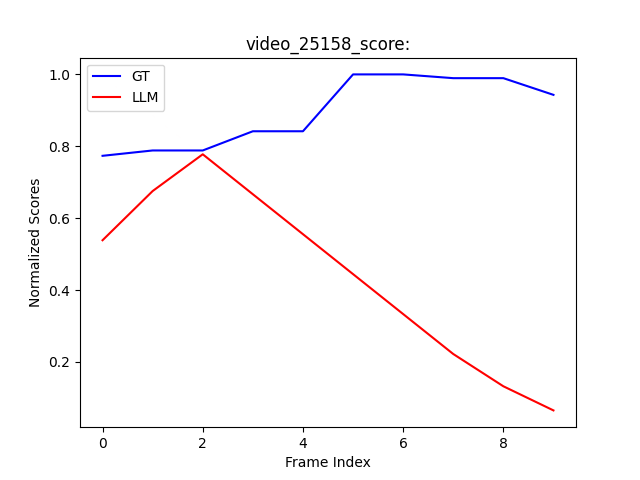 video_25158_score:
GT
LLM
1.0
0.8
0.6
0.4
0.2
Normalized Scores
0 2 4 6 8
Frame Index